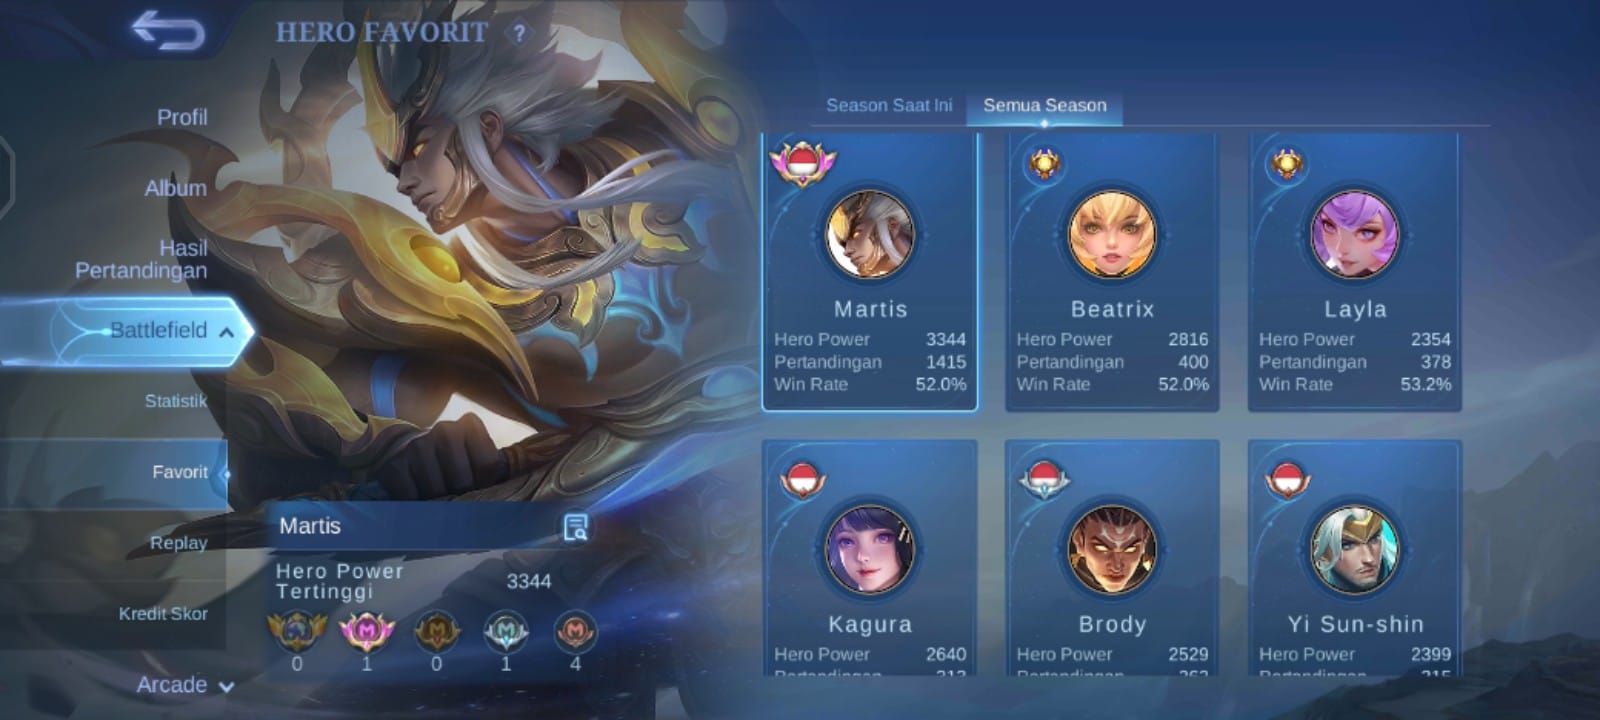 HERO FAVORIT ?
Profil
Album
Hasil
Pertandingan
Battlefield
Statistik
Favorit
Replay
Kredit Skor
Arcade
Martis
Hero Power
Tertinggi
3344
0 1 0 1 4
Season Saat Ini Semua Season
Martis
Hero Power 3344
Pertandingan 1415
Win Rate 52.0%
Beatrix
Hero Power 2816
Pertandingan 400
Win Rate 52.0%
Layla
Hero Power 2354
Pertandingan 378
Win Rate 53.2%
Kagura
Hero Power 2640
Pertandingan
Brody
Hero Power 2529
Pertandingan
Yi Sun-shin
Hero Power 2399
Pertandingan